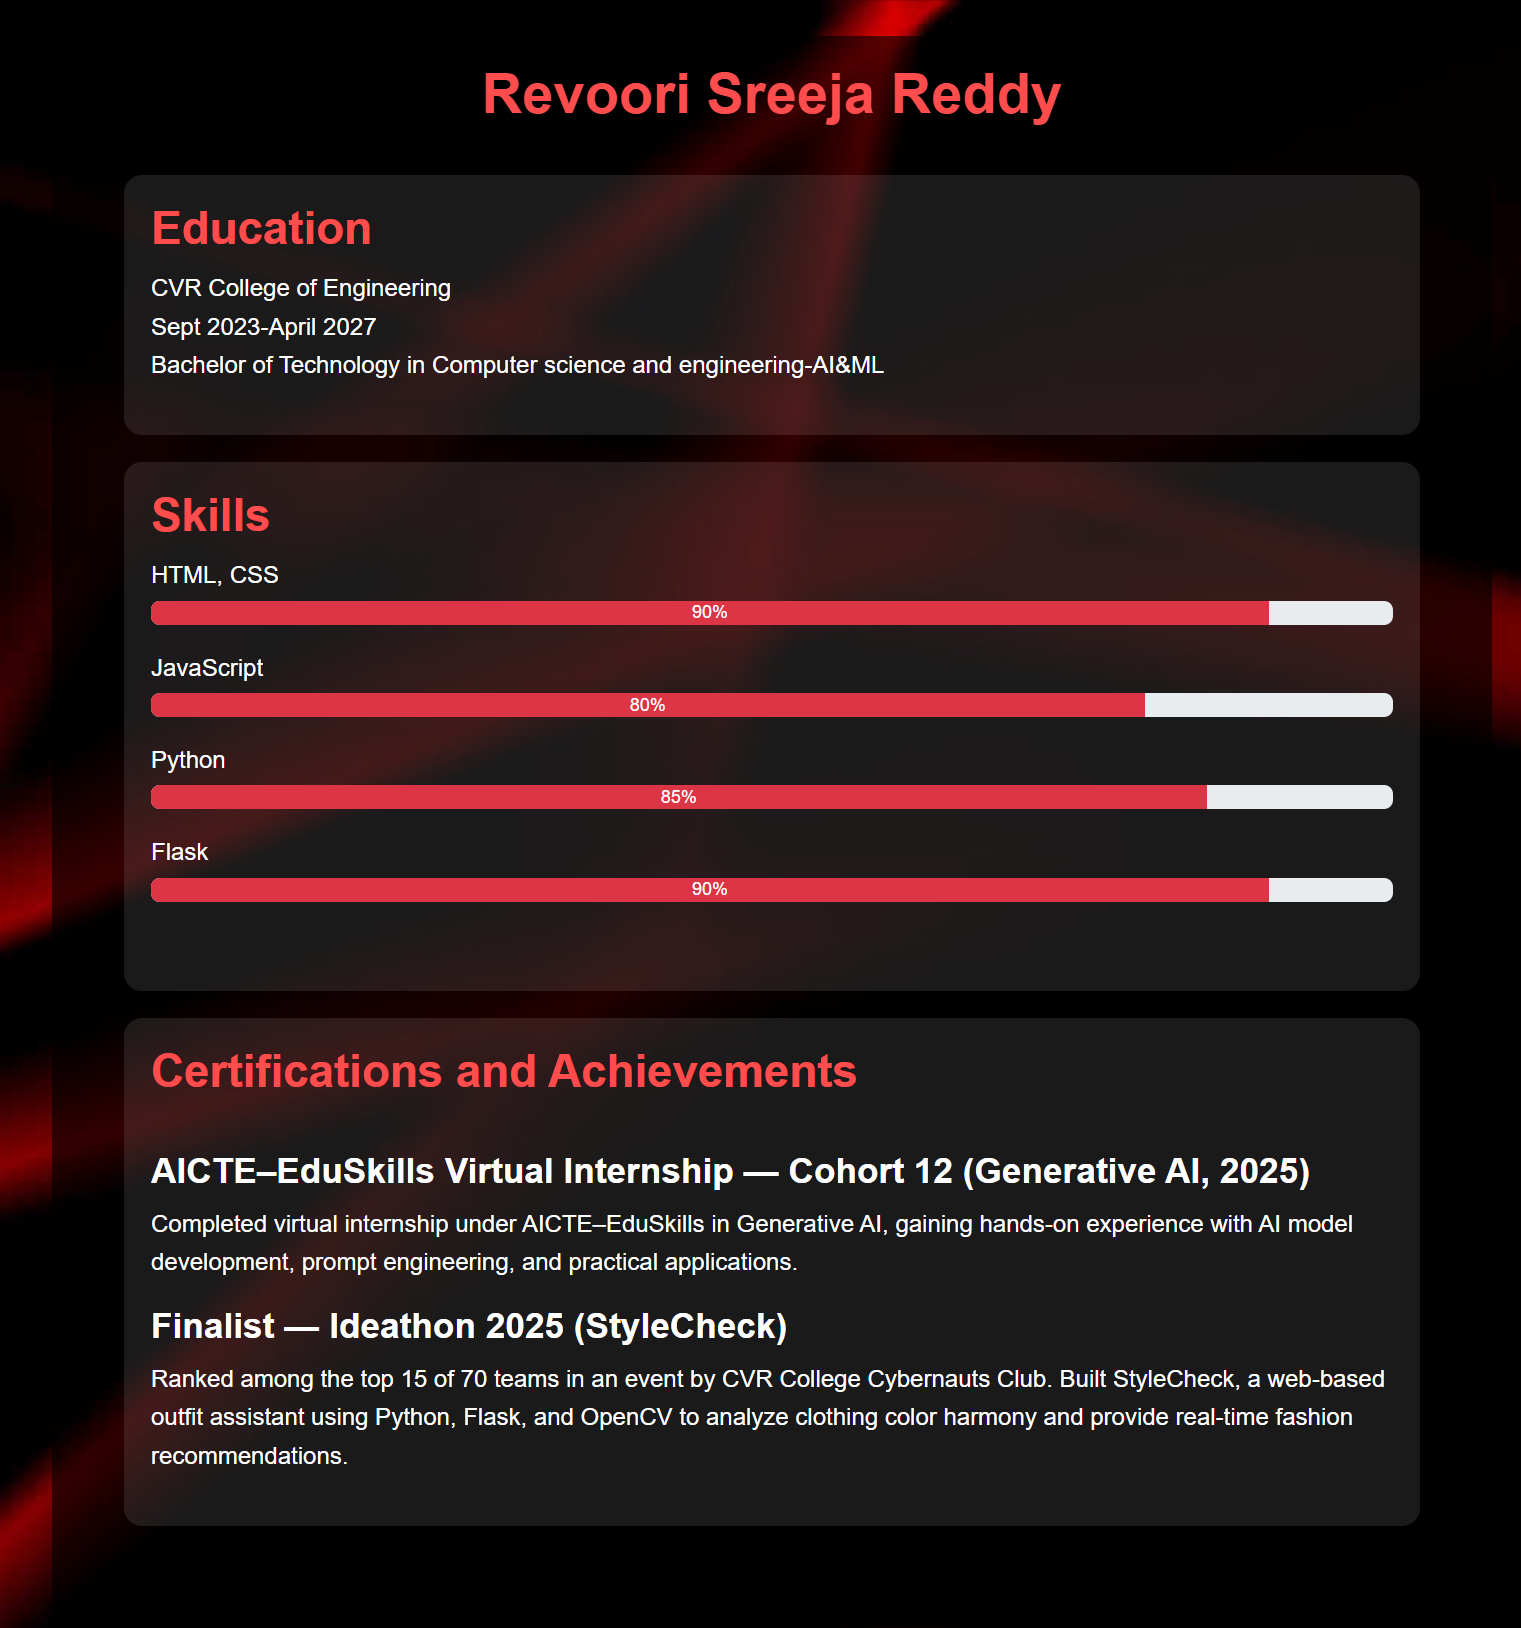 Revoori Sreeja Reddy
Education
CVR College of Engineering
Sept 2023-April 2027
Bachelor of Technology in Computer science and engineering-AI&ML
Skills
HTML, CSS
90%
JavaScript
80%
Python
85%
Flask
90%
Certifications and Achievements
AICTE–EduSkills Virtual Internship — Cohort 12 (Generative AI, 2025)
Completed virtual internship under AICTE–EduSkills in Generative AI, gaining hands-on experience with AI model
development, prompt engineering, and practical applications.
Finalist — Ideathon 2025 (StyleCheck)
Ranked among the top 15 of 70 teams in an event by CVR College Cybernauts Club. Built StyleCheck, a web-based
outfit assistant using Python, Flask, and OpenCV to analyze clothing color harmony and provide real-time fashion
recommendations.